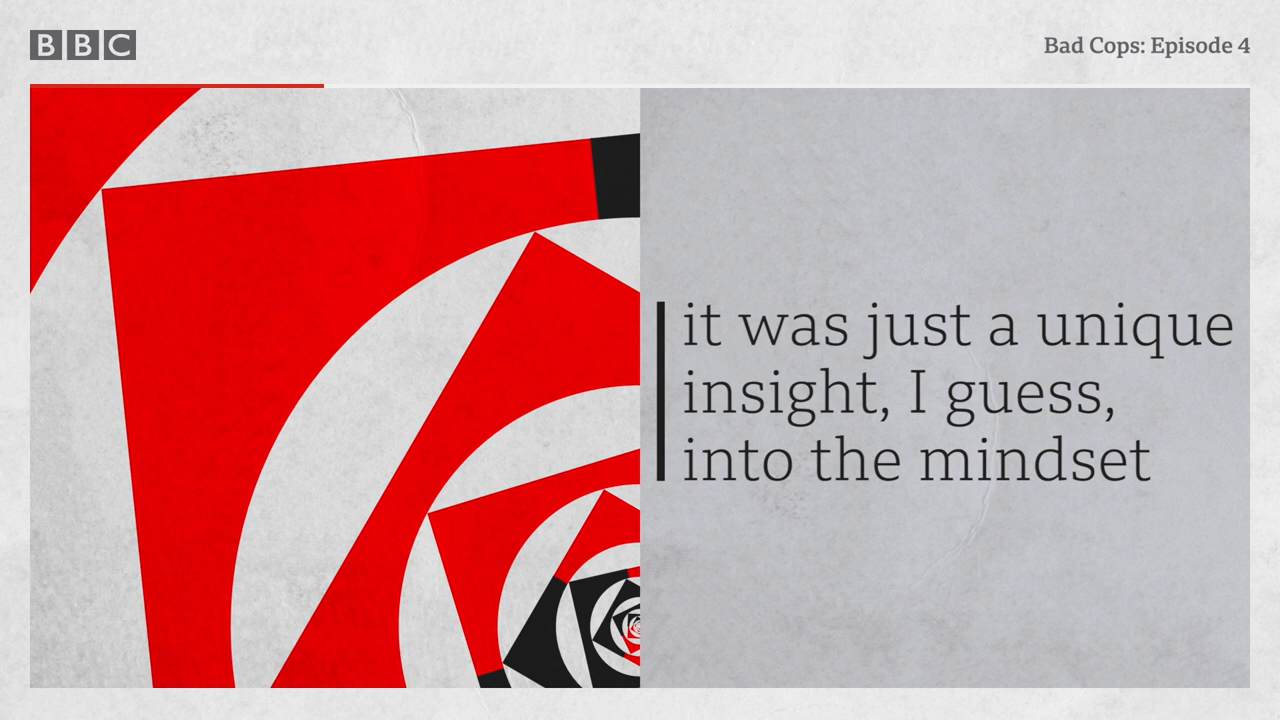 BBC
Bad Cops: Episode 4
it was just a unique
insight, I guess,
into the mindset